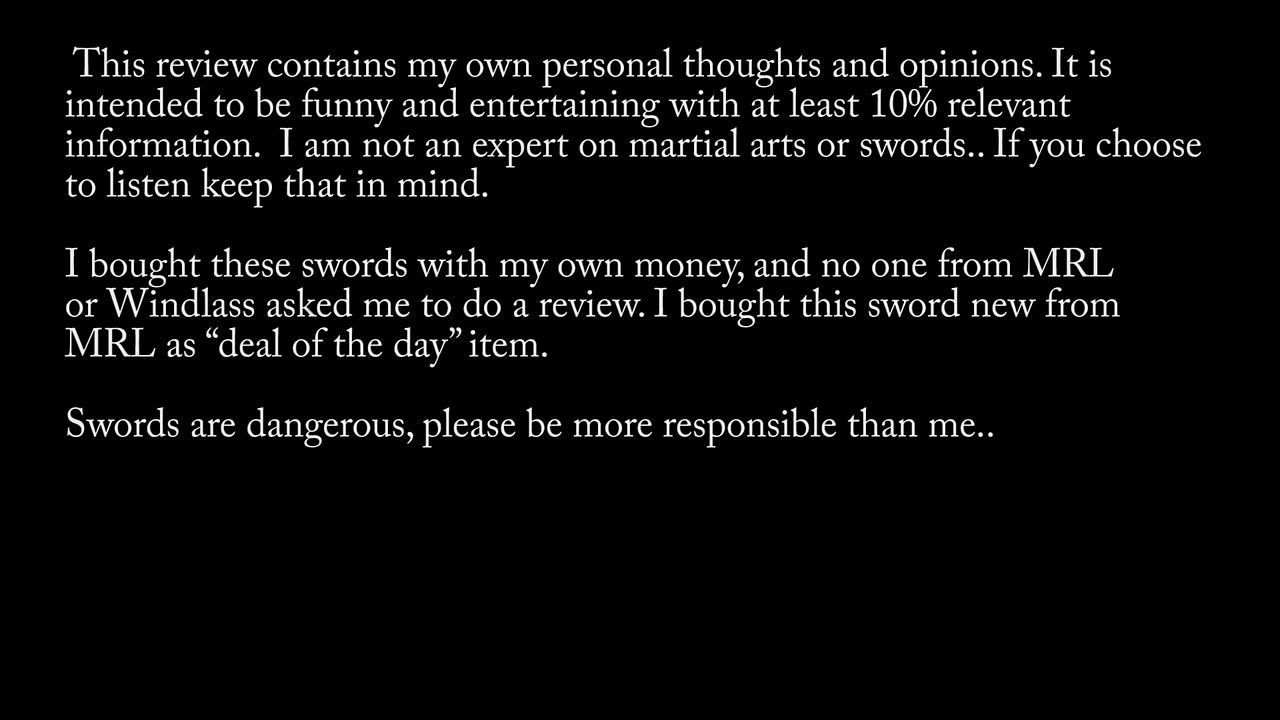 This review contains my own personal thoughts and opinions. It is
intended to be funny and entertaining with at least 10% relevant
information.  I am not an expert on martial arts or swords.. If you choose
to listen keep that in mind.
I bought these swords with my own money, and no one from MRL
or Windlass asked me to do a review. I bought this sword new from
MRL as “deal of the day” item.
Swords are dangerous, please be more responsible than me..